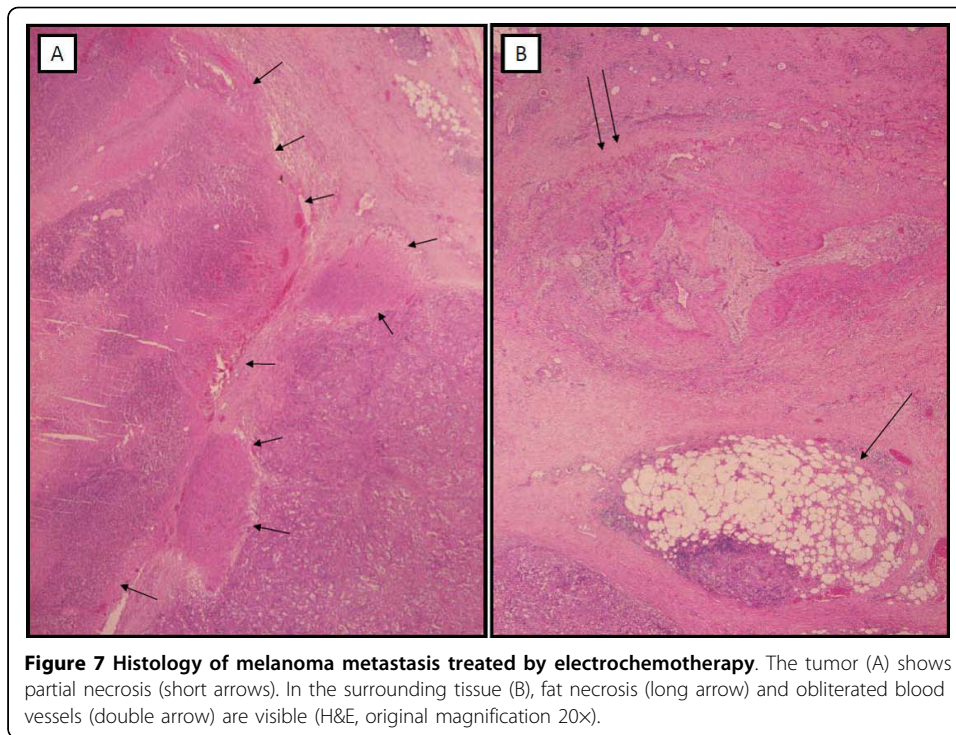 A
B
Figure 7 Histology of melanoma metastasis treated by electrochemotherapy. The tumor (A) shows
partial necrosis (short arrows). In the surrounding tissue (B), fat necrosis (long arrow) and obliterated blood
vessels (double arrow) are visible (H&E, original magnification 20×).